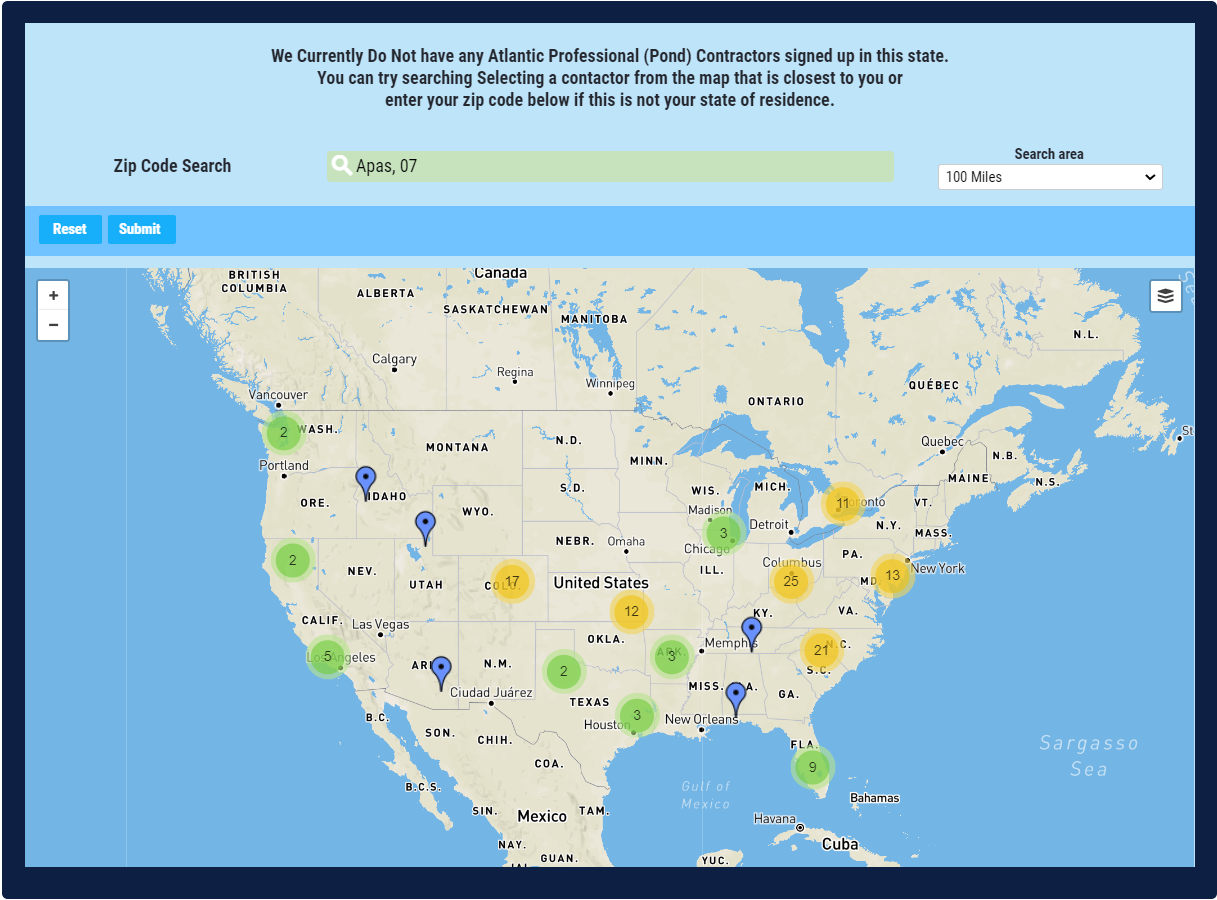 We Currently Do Not have any Atlantic Professional (Pond) Contractors signed up in this state.
You can try searching Selecting a contactor from the map that is closest to you or
enter your zip code below if this is not your state of residence.
Zip Code Search
Apas, 07
Search area
100 Miles
Reset
Submit
+
−
Canada
BRITISH
COLUMBIA
ALBERTA
SASKATCHEWAN
MANITOBA
N.L.
Calgary
Regina
Winnipeg
QUÉBEC
Vancouver
ONTARIO
2
WASH.
N.D.
MONTANA
MINN.
Quebec
N.B.
Portland
MAINE
N.S.
S.D.
WIS.
MICH.
IDAHO
ORE.
11
VT.
WYO.
Madison
Detroit
N.Y.
MASS.
3
NEBR.
Omaha
Chicago
PA.
2
NEV.
ILL.
Columbus
New York
13
MD.
UTAH
17
United States
25
12
KY.
VA.
CALIF.
Las Vegas
OKLA.
Memphis
21
N.C.
5
Los Angeles
N.M.
2
3
ARK.
S.C.
Ciudad Juárez
MISS.
GA.
TEXAS
3
Houston
New Orleans
B.C.
SON.
CHIH.
FLA.
Sargasso
Sea
COA.
9
B.C.S.
Gulf of
Mexico
Bahamas
SIN.
Mexico
TAM.
Havana
NAY.
Cuba
GUAN.
YUC.